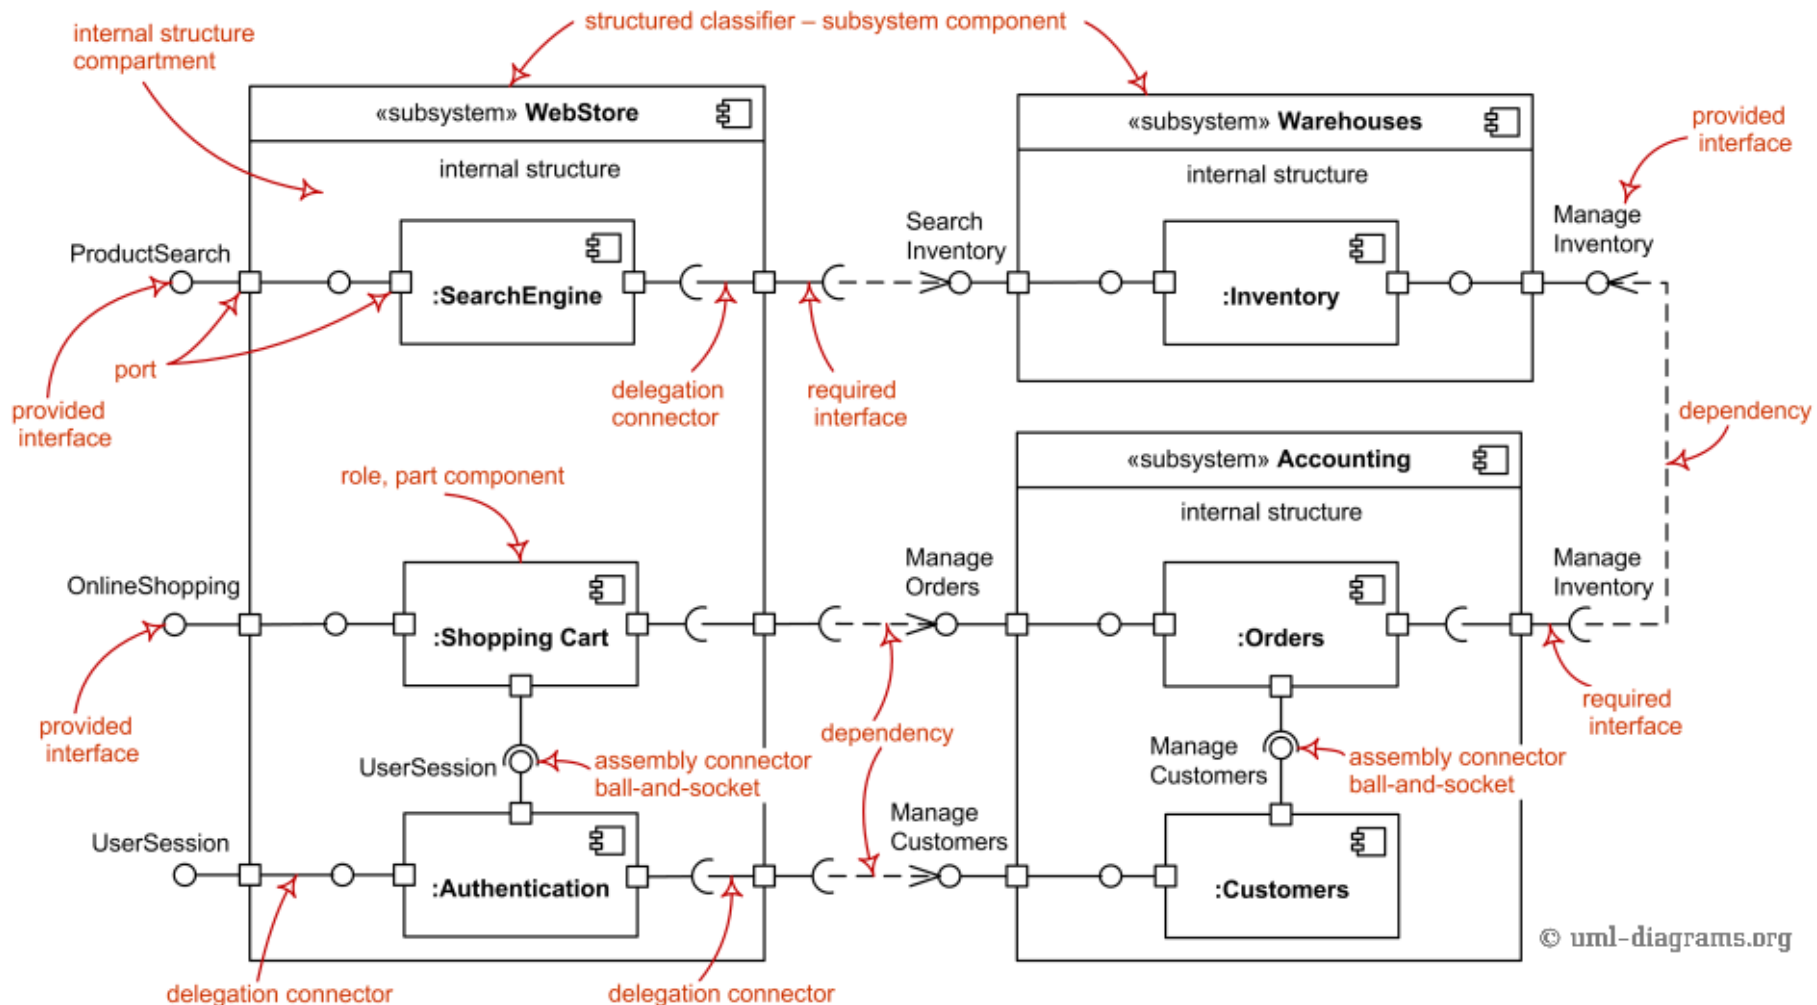 structured classifier – subsystem component
internal structure
compartment
«subsystem» WebStore
«subsystem» Warehouses
provided
interface
internal structure
internal structure
ProductSearch
Search
Inventory
Manage
Inventory
:SearchEngine
:Inventory
port
provided
interface
delegation
connector
required
interface
dependency
«subsystem» Accounting
role, part component
internal structure
OnlineShopping
Manage
Orders
Manage
Inventory
:Shopping Cart
:Orders
provided
interface
dependency
required
interface
UserSession
assembly connector
ball-and-socket
Manage
Customers
assembly connector
ball-and-socket
UserSession
Manage
Customers
:Authentication
:Customers
© uml-diagrams.org
delegation connector
delegation connector